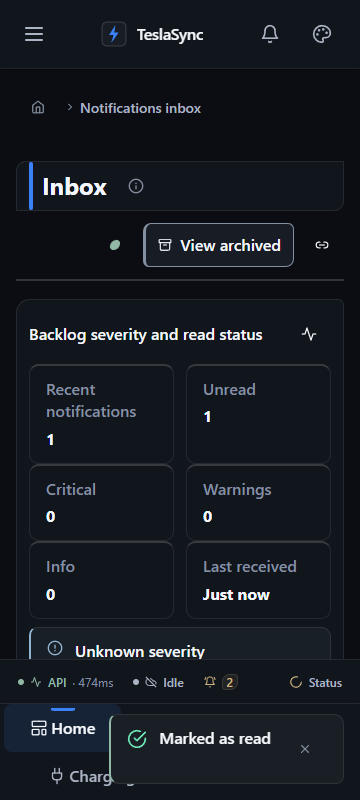 TeslaSync
Notifications inbox
Inbox
View archived
Backlog severity and read status
Recent notifications
1
Unread
1
Critical
0
Warnings
0
Info
0
Last received
Just now
Unknown severity
API · 474ms
Idle
2
Status
Home
Marked as read